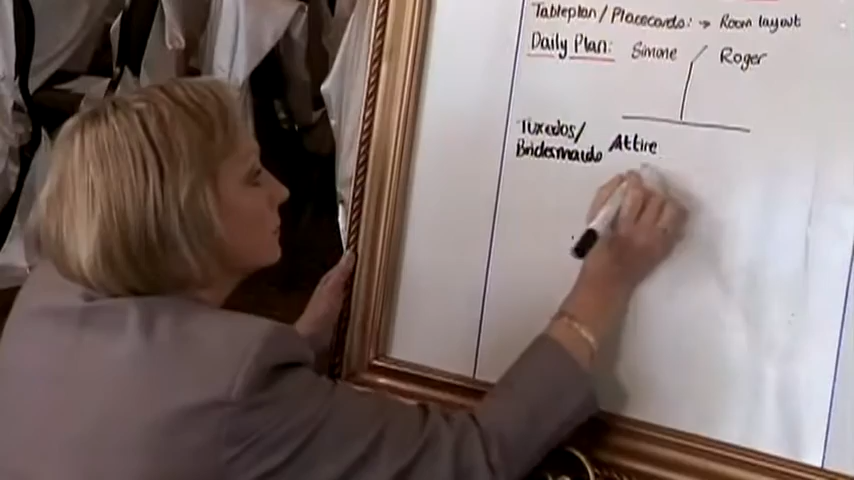 Tableplan/Placecards: → Room layout
Daily Plan: Simone / Roger
Tuxedos/ Attire
Bridesmaids